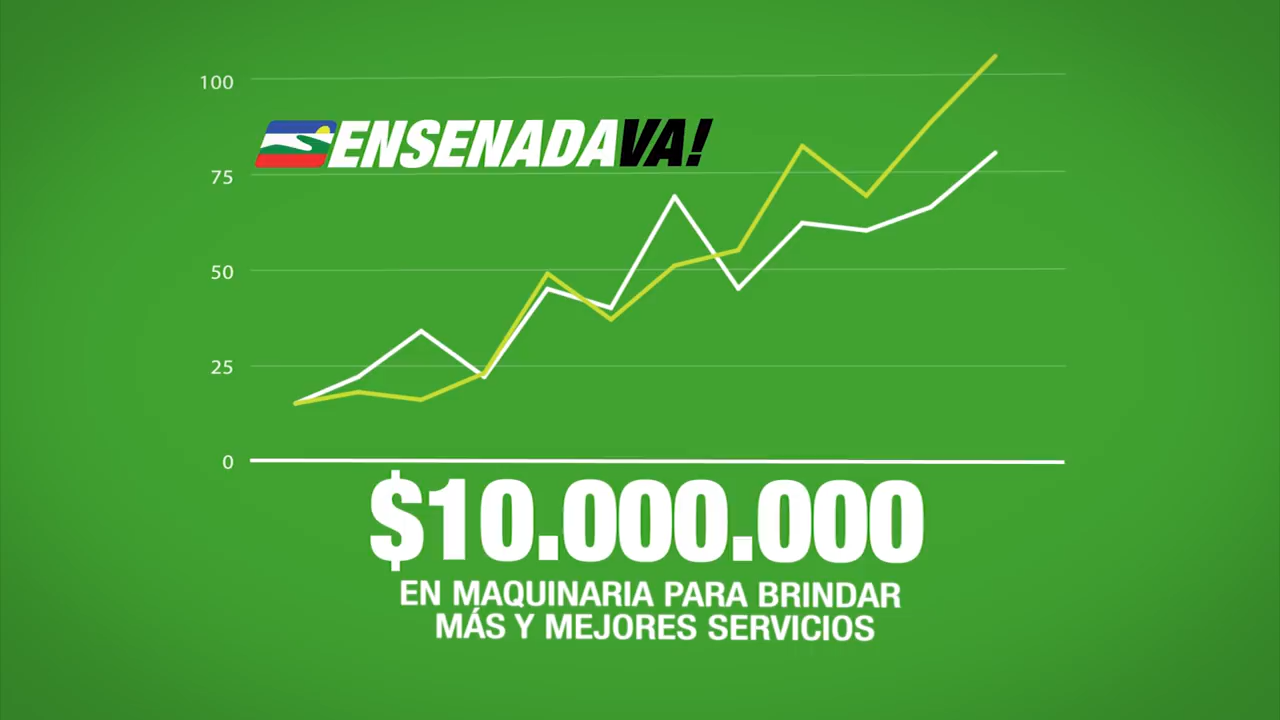 100
ENSENADAVA!
75
50
25
0
$10.000.000
EN MAQUINARIA PARA BRINDAR
MÁS Y MEJORES SERVICIOS